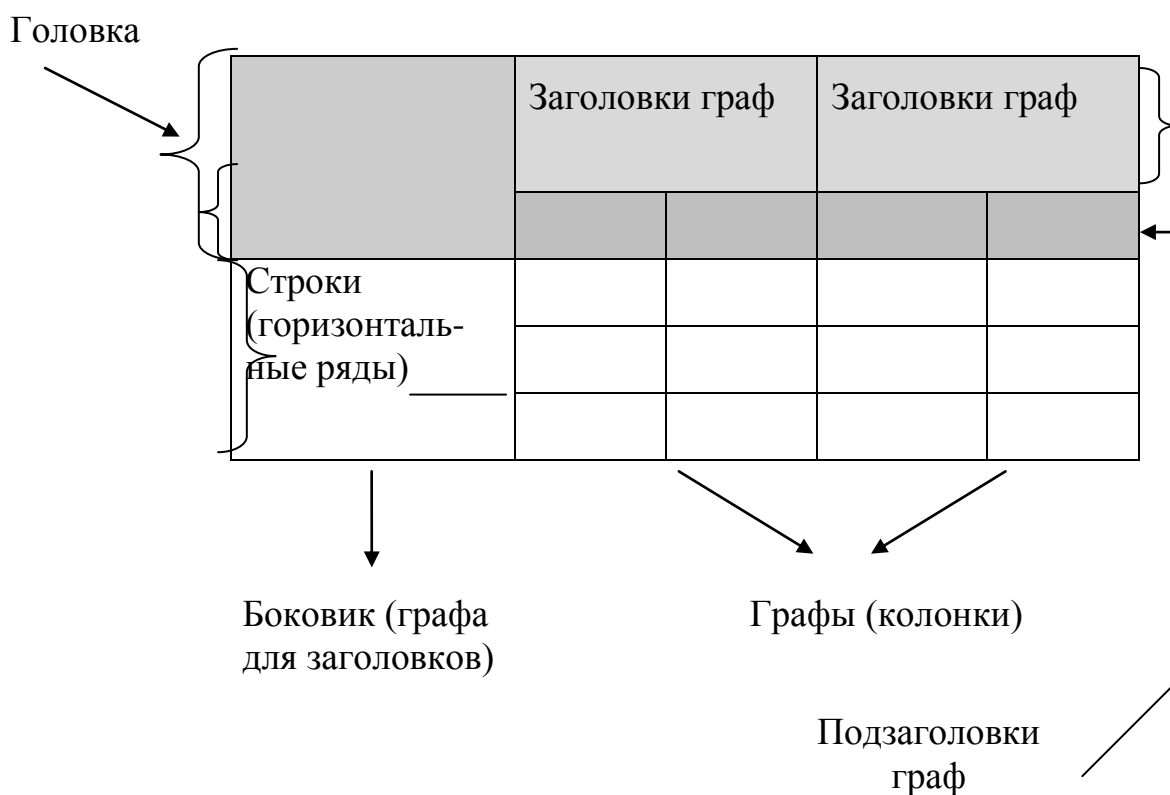 Головка
Заголовки граф
Заголовки граф
Строки
(горизонталь-
ные ряды)
Боковик (графа
для заголовков)
Графы (колонки)
Подзаголовки
граф